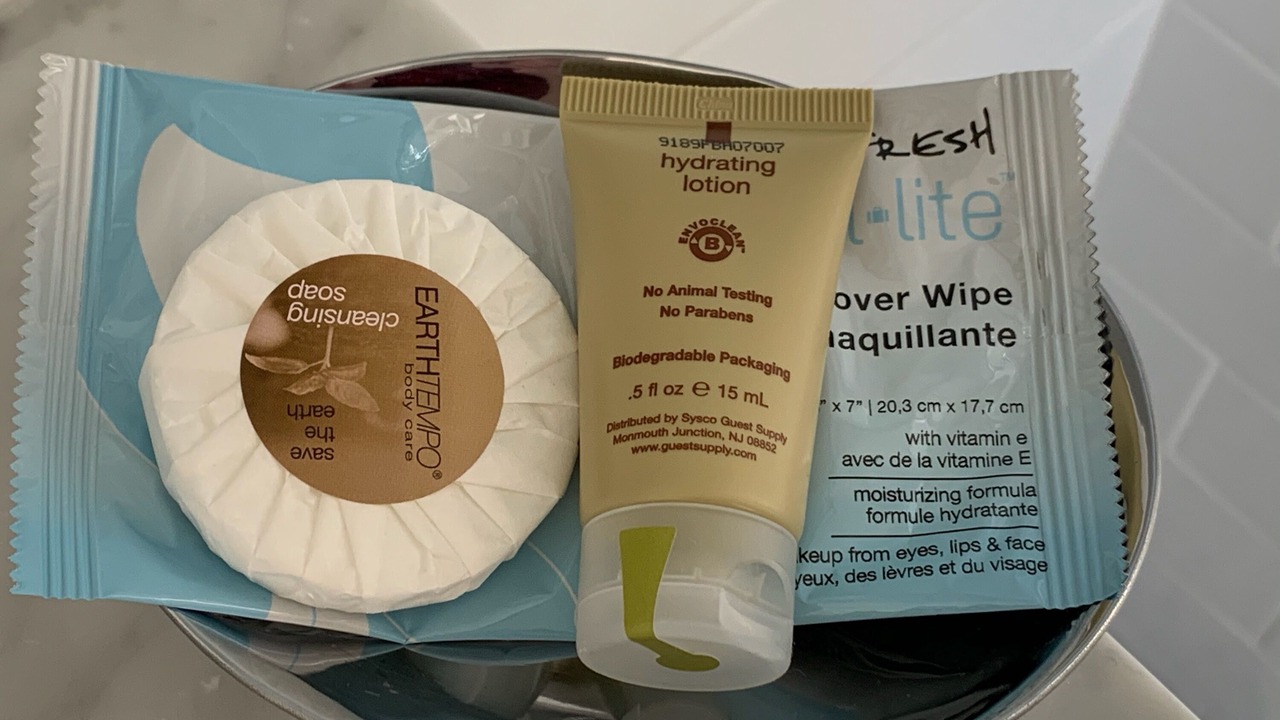 cleansing
soap
EARTHTEMPO®
body care
save
the
earth
9189FBH07007
hydrating
lotion
ENVOCLEAN™
B
No Animal Testing
No Parabens
Biodegradable Packaging
.5 fl oz ℮ 15 mL
Distributed by Sysco Guest Supply
Monmouth Junction, NJ 08852
www.guestsupply.com
FRESH
l-lite™
over Wipe
aquillante
" x 7" | 20,3 cm x 17,7 cm
with vitamin e
avec de la vitamine E
moisturizing formula
formule hydratante
keup from eyes, lips & face
yeux, des lèvres et du visage